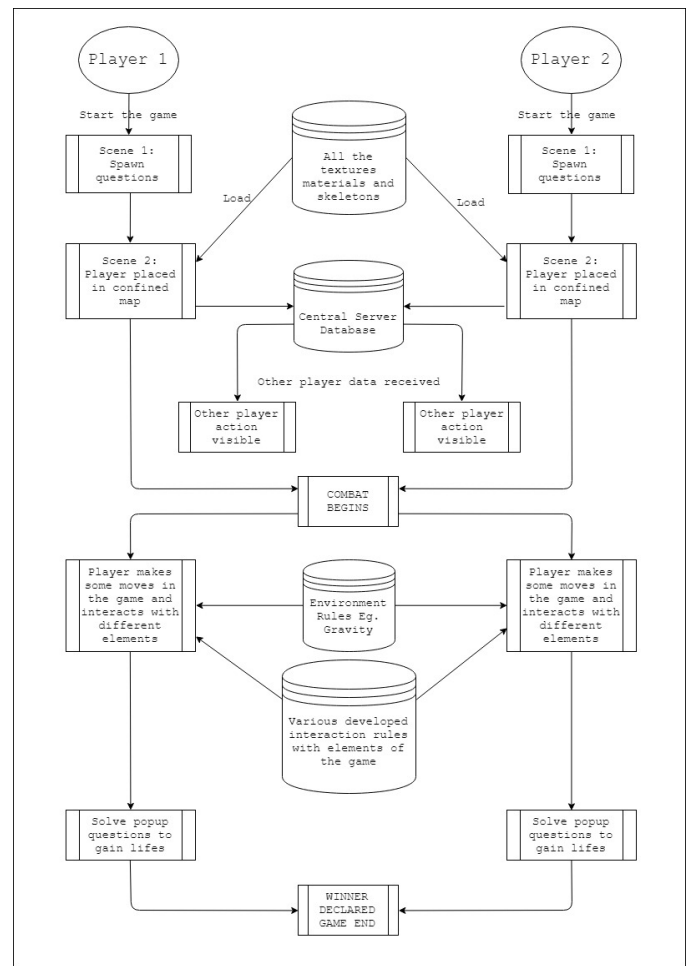 Player 1
Player 2
Start the game
Start the game
Scene 1:
Spawn
questions
All the
textures
materials and
skeletons
Scene 1:
Spawn
questions
Load
Load
Scene 2:
Player placed
in confined
map
Central Server
Database
Scene 2:
Player placed
in confined
map
Other player data received
Other player
action
visible
Other player
action
visible
COMBAT
BEGINS
Player makes
some moves in
the game and
interacts with
different
elements
Environment
Rules Eg.
Gravity
Player makes
some moves in
the game and
interacts with
different
elements
Various developed
interaction rules
with elements of
the game
Solve popup
questions to
gain lifes
Solve popup
questions to
gain lifes
WINNER
DECLARED
GAME END